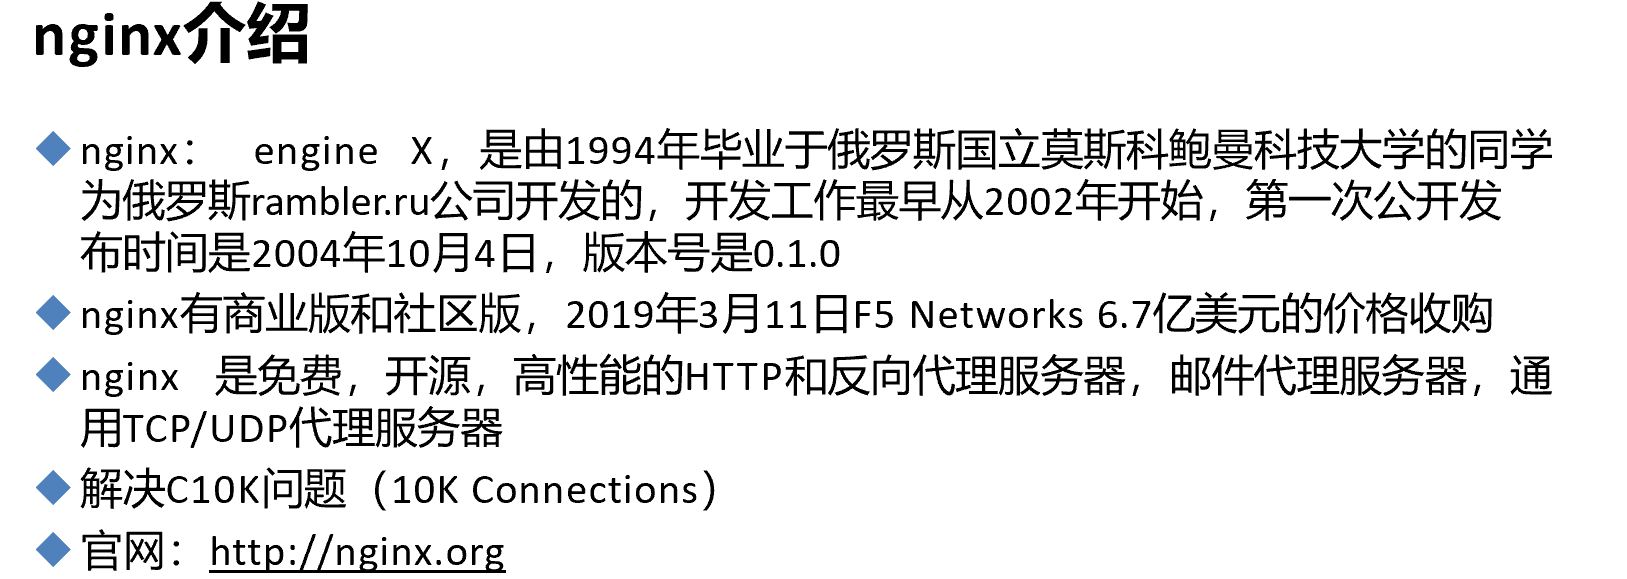 nginx介绍
nginx： engine X，是由1994年毕业于俄罗斯国立莫斯科鲍曼科技大学的同学
为俄罗斯rambler.ru公司开发的，开发工作最早从2002年开始，第一次公开发
布时间是2004年10月4日，版本号是0.1.0
nginx有商业版和社区版，2019年3月11日F5 Networks 6.7亿美元的价格收购
nginx 是免费，开源，高性能的HTTP和反向代理服务器，邮件代理服务器，通
用TCP/UDP代理服务器
解决C10K问题（10K Connections）
官网：http://nginx.org